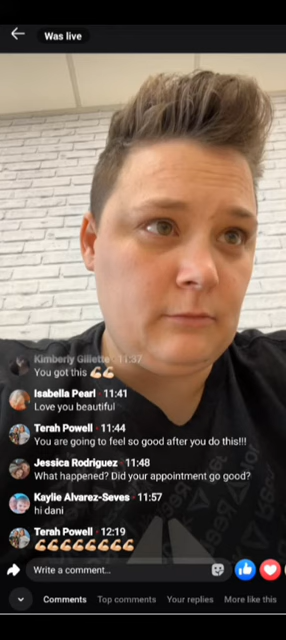 Was live
Kimberly Gillette · 11:37
You got this 💪🏼💪🏼
Isabella Pearl · 11:41
Love you beautiful
Terah Powell · 11:44
You are going to feel so good after you do this!!!
Jessica Rodriguez · 11:48
What happened? Did your appointment go good?
Kaylie Alvarez-Seves · 11:57
hi dani
Terah Powell · 12:19
💪🏼💪🏼💪🏼💪🏼💪🏼💪🏼💪🏼💪🏼
Write a comment...
Comments Top comments Your replies More like this